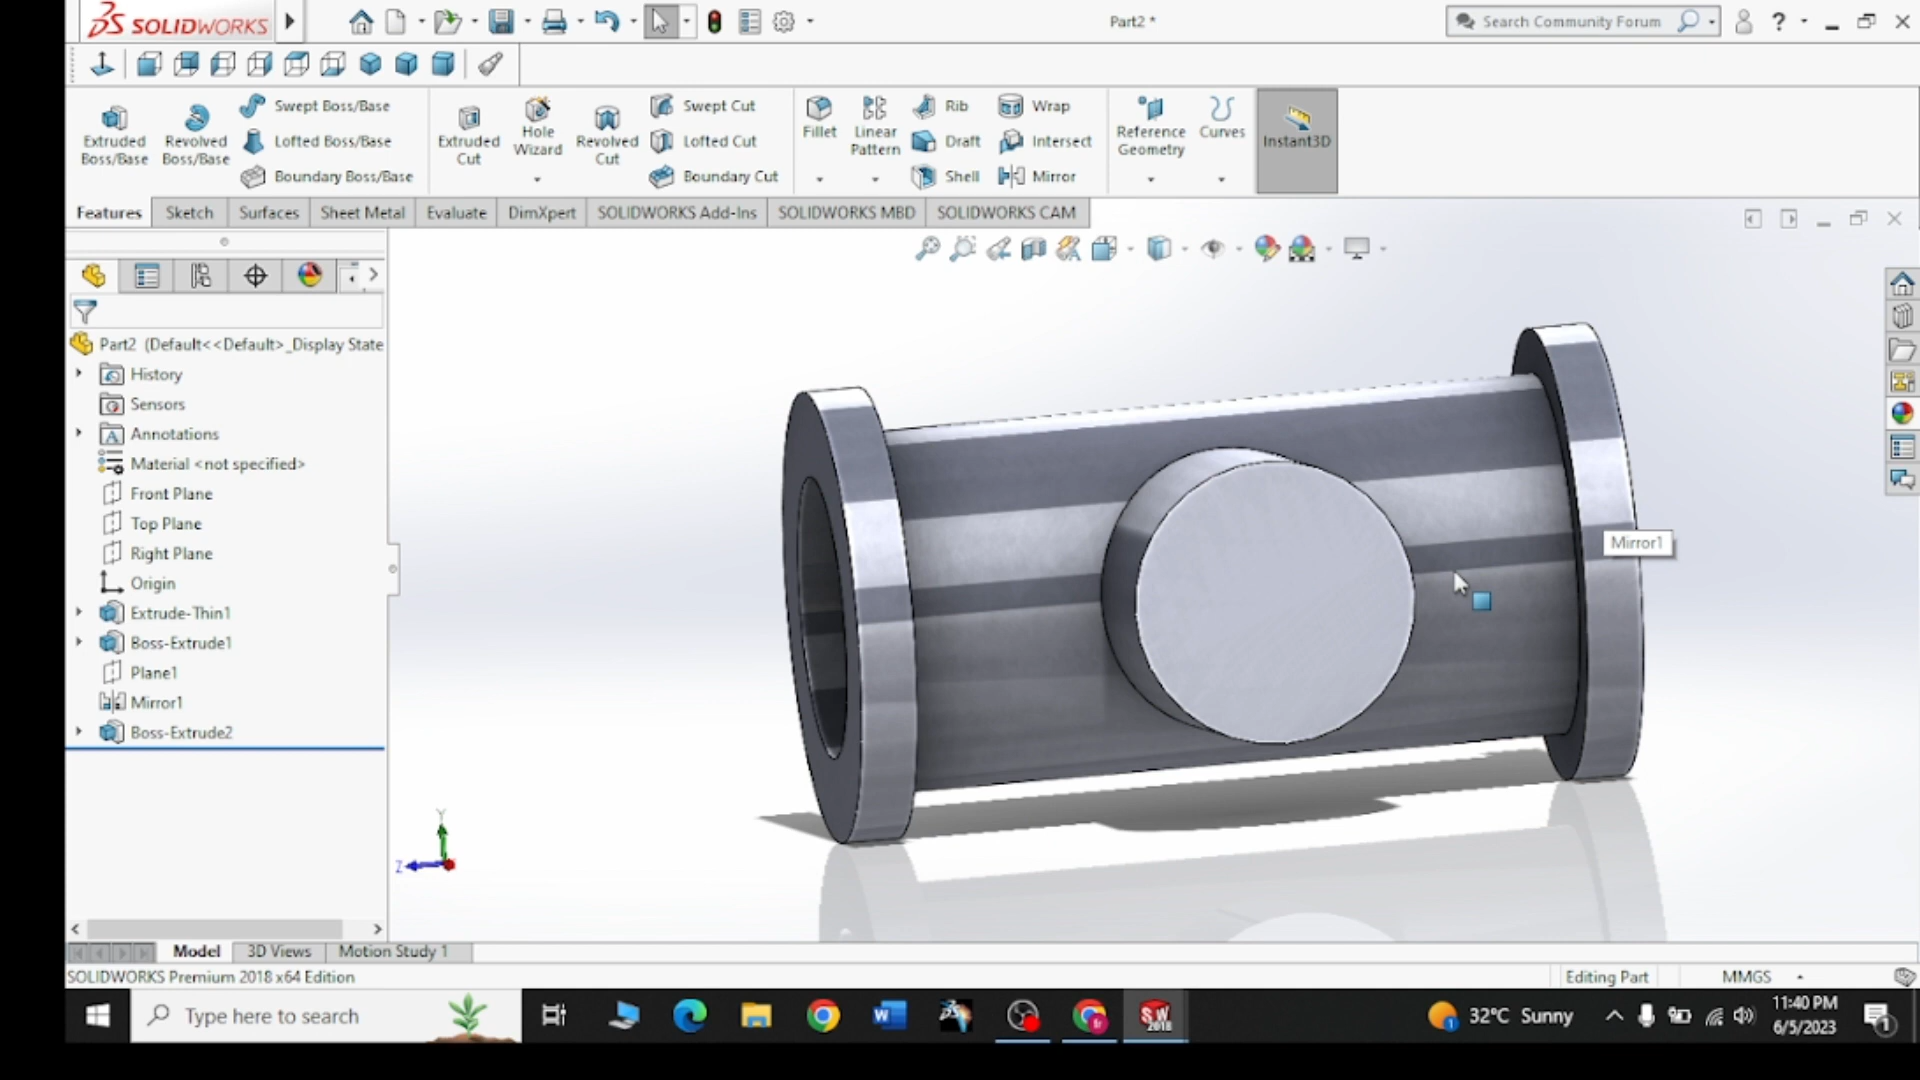 SOLIDWORKS
Part2 *
Search Community Forum
?
Extruded Boss/Base
Revolved Boss/Base
Swept Boss/Base
Lofted Boss/Base
Boundary Boss/Base
Extruded Cut
Hole Wizard
Revolved Cut
Swept Cut
Lofted Cut
Boundary Cut
Fillet
Linear Pattern
Rib
Draft
Shell
Wrap
Intersect
Mirror
Reference Geometry
Curves
Instant3D
Features
Sketch
Surfaces
Sheet Metal
Evaluate
DimXpert
SOLIDWORKS Add-Ins
SOLIDWORKS MBD
SOLIDWORKS CAM
Part2 (Default<<Default>_Display State
History
Sensors
Annotations
Material <not specified>
Front Plane
Top Plane
Right Plane
Origin
Extrude-Thin1
Boss-Extrude1
Plane1
Mirror1
Boss-Extrude2
Mirror1
Y
Z
Model
3D Views
Motion Study 1
SOLIDWORKS Premium 2018 x64 Edition
Editing Part
MMGS
Type here to search
32°C Sunny
11:40 PM
6/5/2023
1